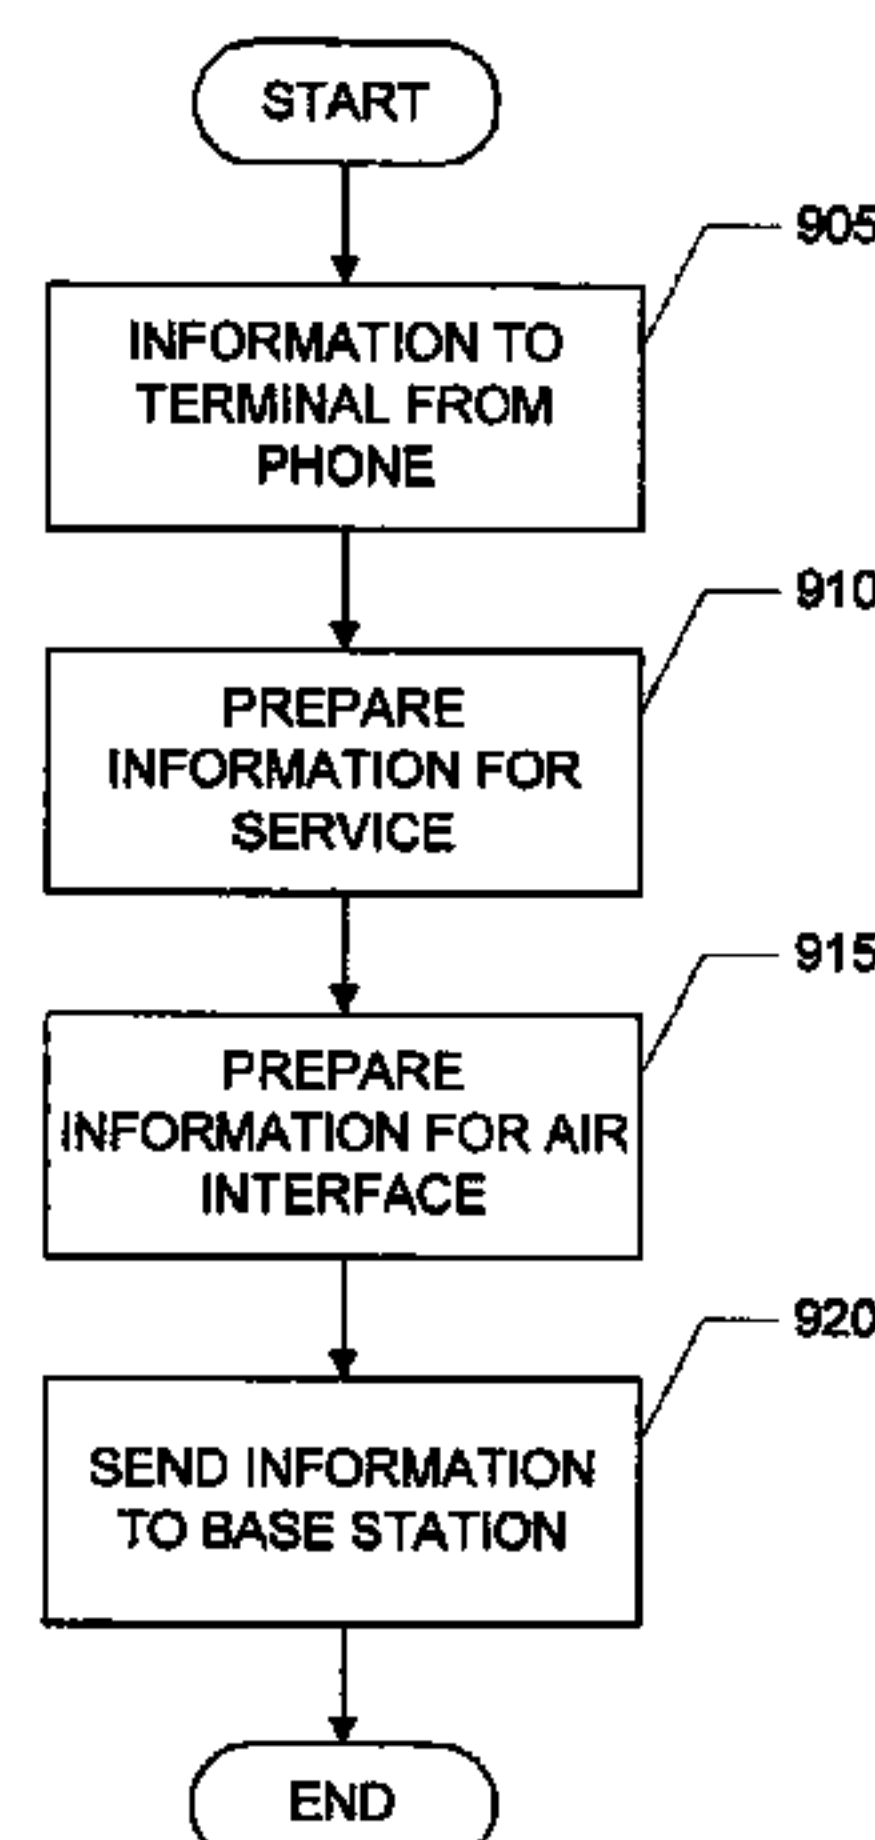 START
905
INFORMATION TO
TERMINAL FROM
PHONE
910
PREPARE
INFORMATION FOR
SERVICE
915
PREPARE
INFORMATION FOR AIR
INTERFACE
920
SEND INFORMATION
TO BASE STATION
END